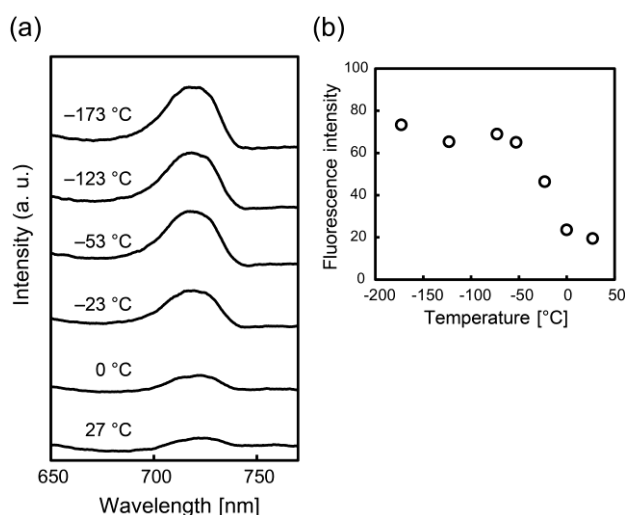 (a)
−173 °C
−123 °C
−53 °C
−23 °C
0 °C
27 °C
Intensity (a. u.)
650
700
750
Wavelength [nm]
(b)
100
80
60
40
20
0
Fluorescence intensity
-200
-150
-100
-50
0
50
Temperature [°C]